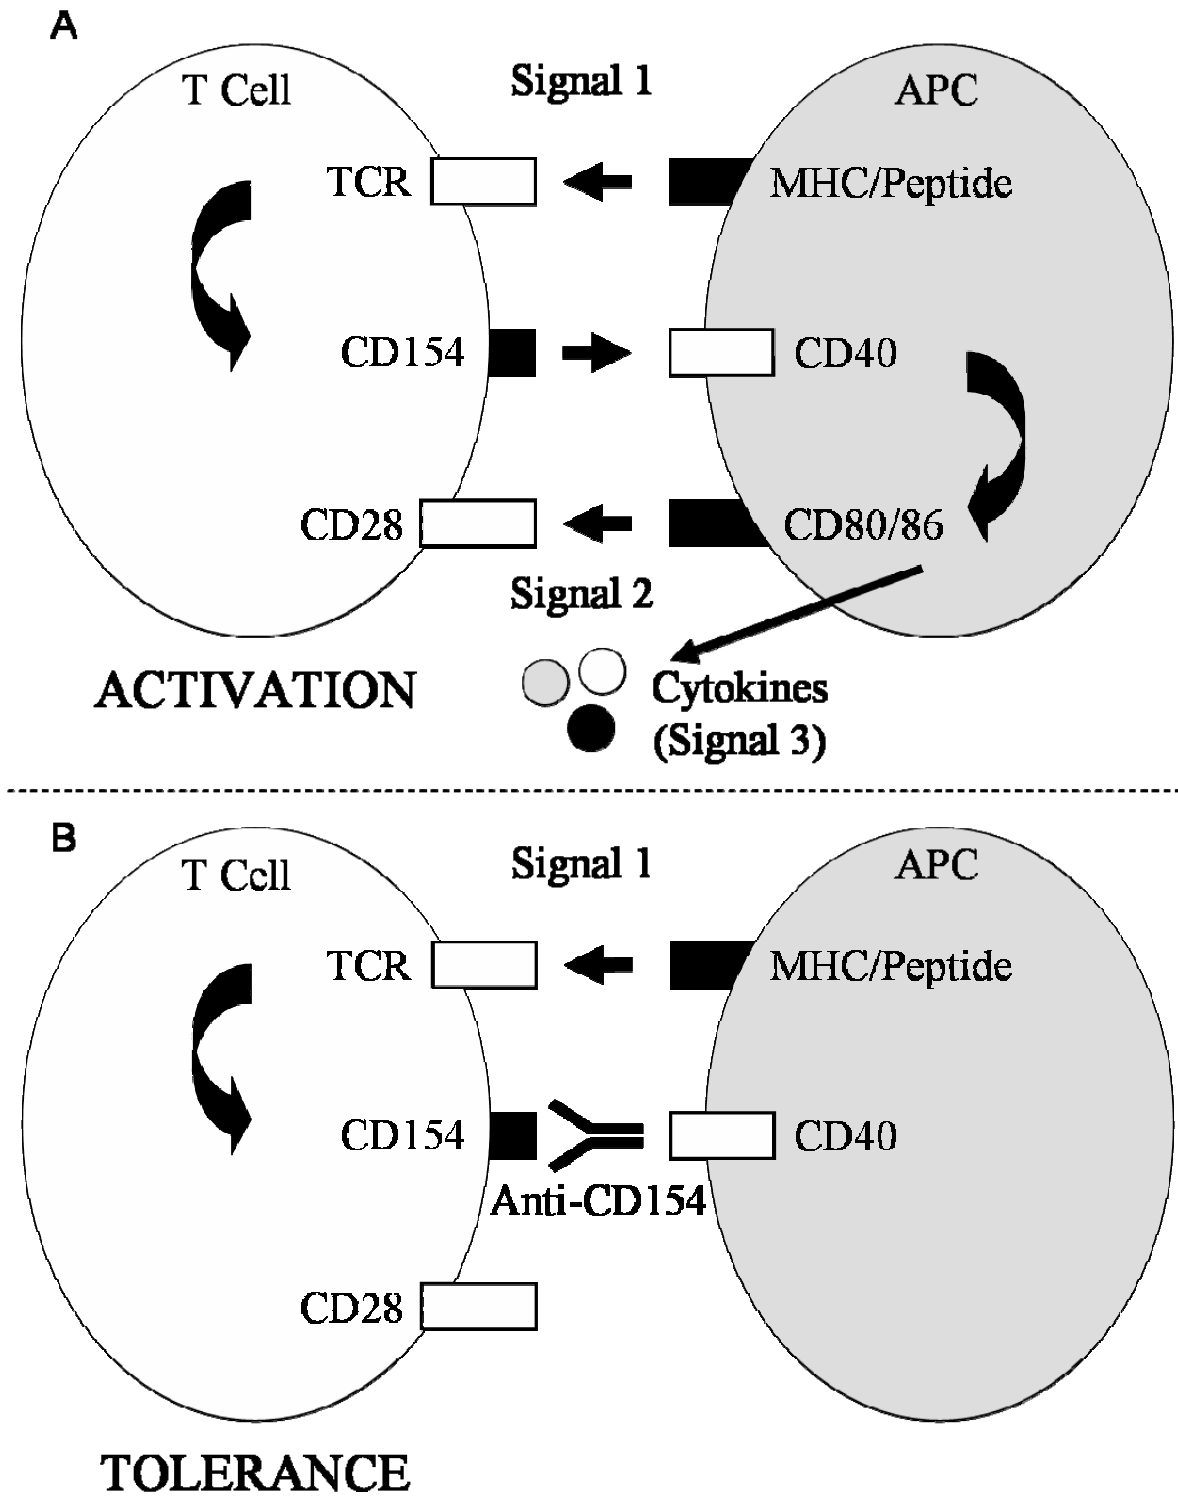 A
T Cell
Signal 1
APC
TCR
MHC/Peptide
CD154
CD40
CD28
CD80/86
Signal 2
ACTIVATION
Cytokines
(Signal 3)
B
T Cell
Signal 1
APC
TCR
MHC/Peptide
CD154
CD40
Anti-CD154
CD28
TOLERANCE